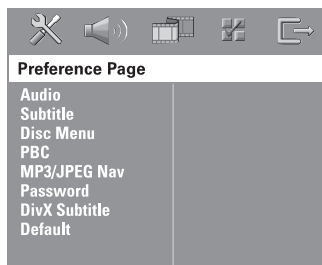 Preference Page
Audio
Subtitle
Disc Menu
PBC
MP3/JPEG Nav
Password
DivX Subtitle
Default